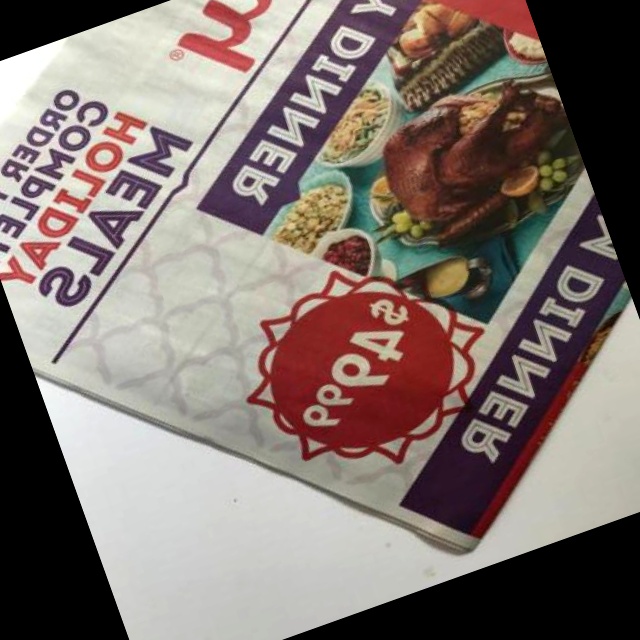 ORDER
COMPLETE
HOLIDAY
MEALS
Y DINNER
$49.99
N DINNER